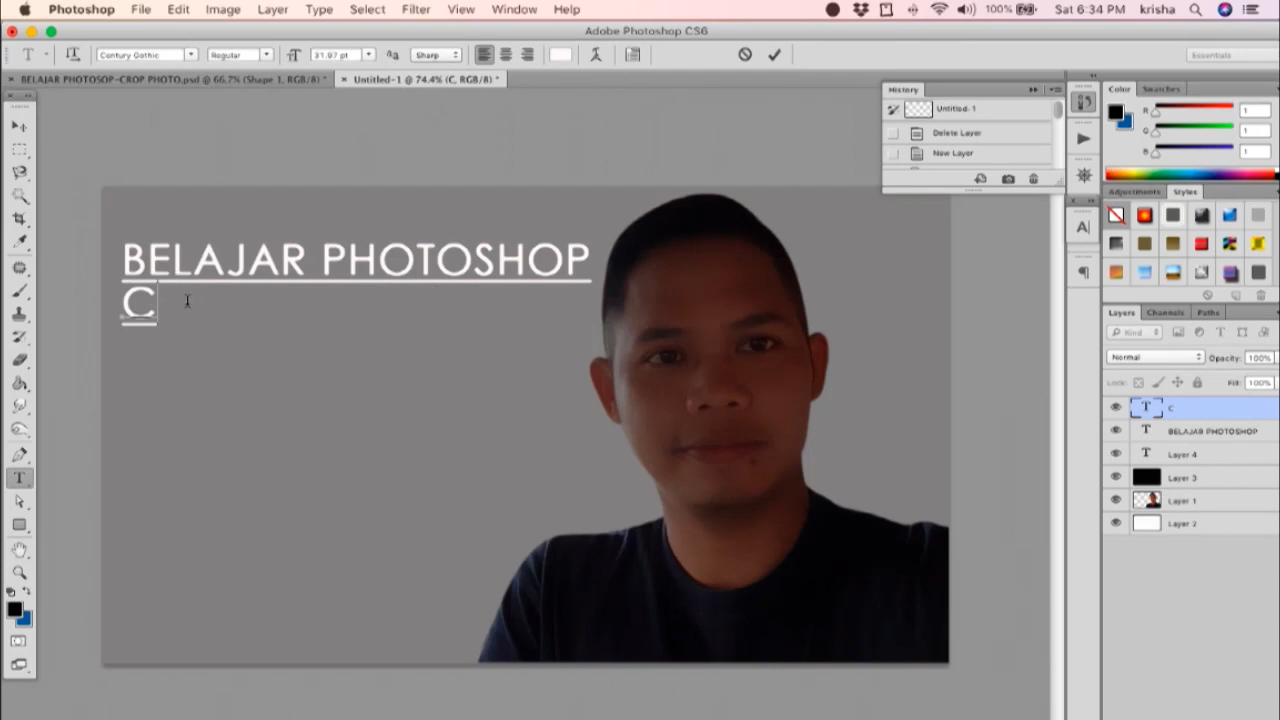 Photoshop File Edit Image Layer Type Select Filter View Window Help 100% Sat 6:34 PM krisha
Adobe Photoshop CS6
T Century Gothic Regular 31.97 pt Sharp Essentials
BELAJAR PHOTOSOP-CROP PHOTO.psd @ 66.7% (Shape 1, RGB/8) * Untitled-1 @ 74.4% (C, RGB/8) *
History
Untitled-1
Delete Layer
New Layer
Color Swatches
R 1
G 1
B 1
Adjustments Styles
BELAJAR PHOTOSHOP
C
Layers Channels Paths
Kind
Normal Opacity: 100%
Lock: Fill: 100%
T C
T BELAJAR PHOTOSHOP
T Layer 4
Layer 3
Layer 1
Layer 2